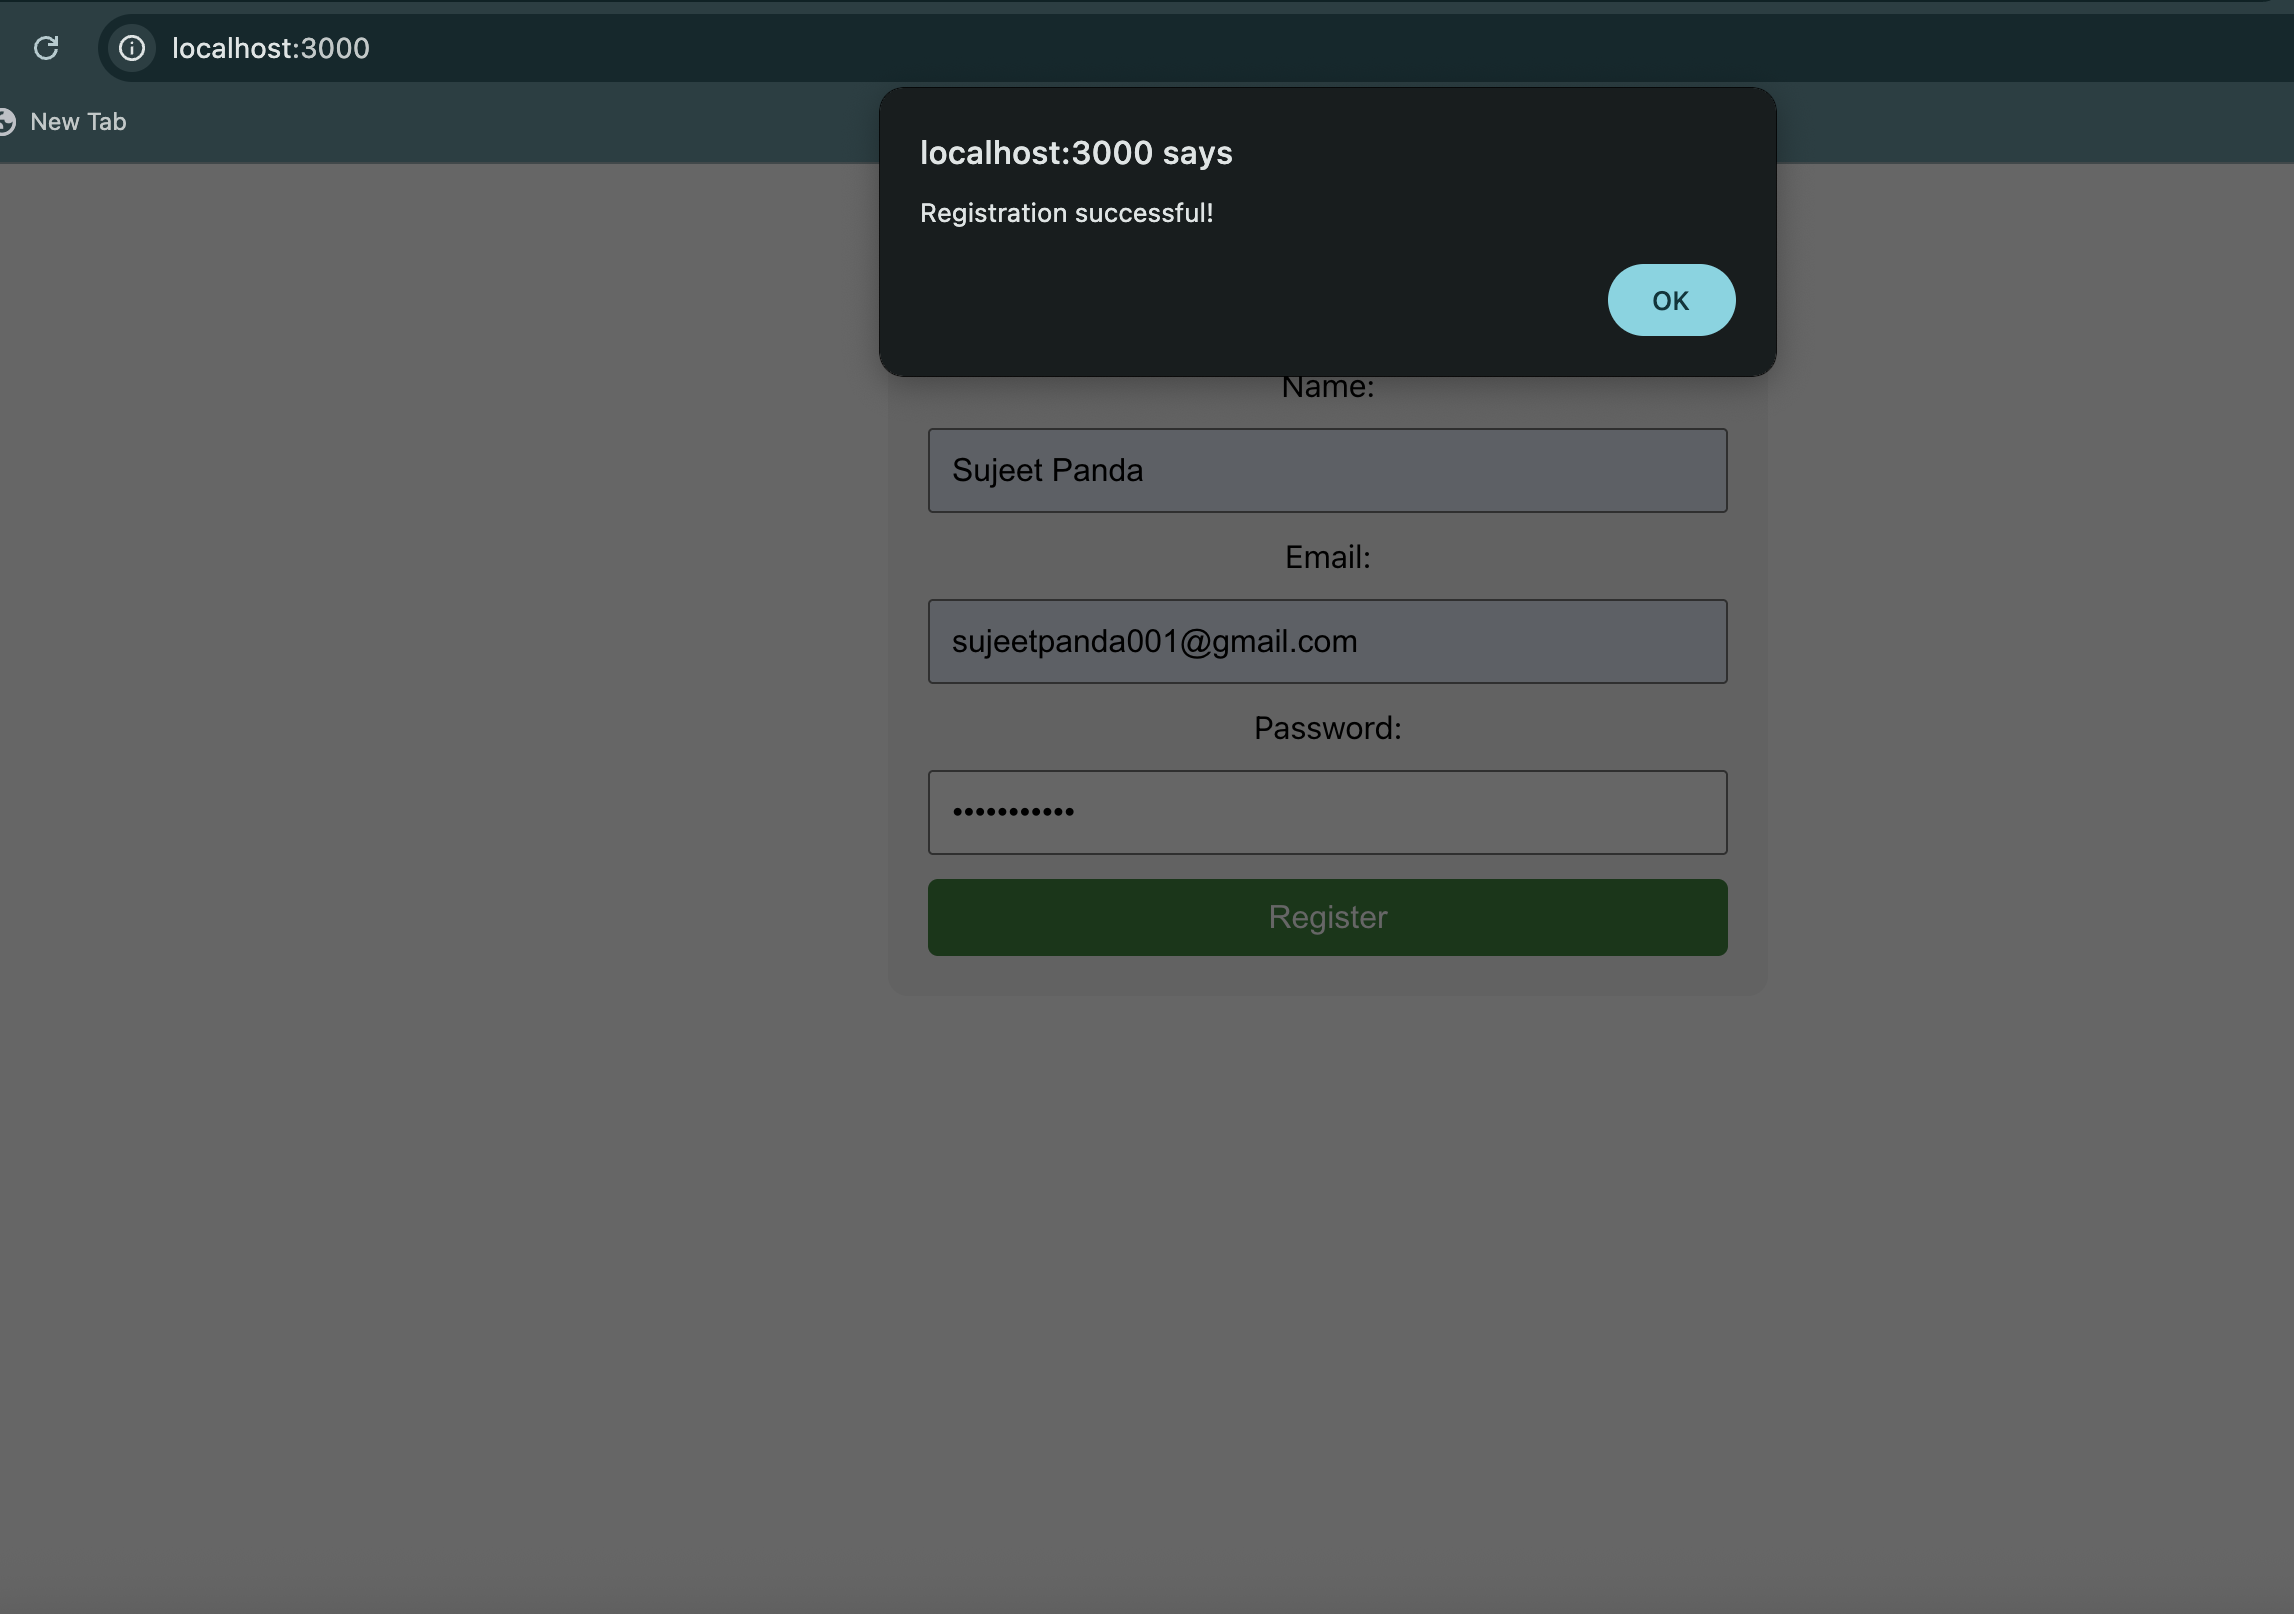 localhost:3000
New Tab
localhost:3000 says
Registration successful!
OK
Name:
Sujeet Panda
Email:
sujeetpanda001@gmail.com
Password:
•••••••••••
Register